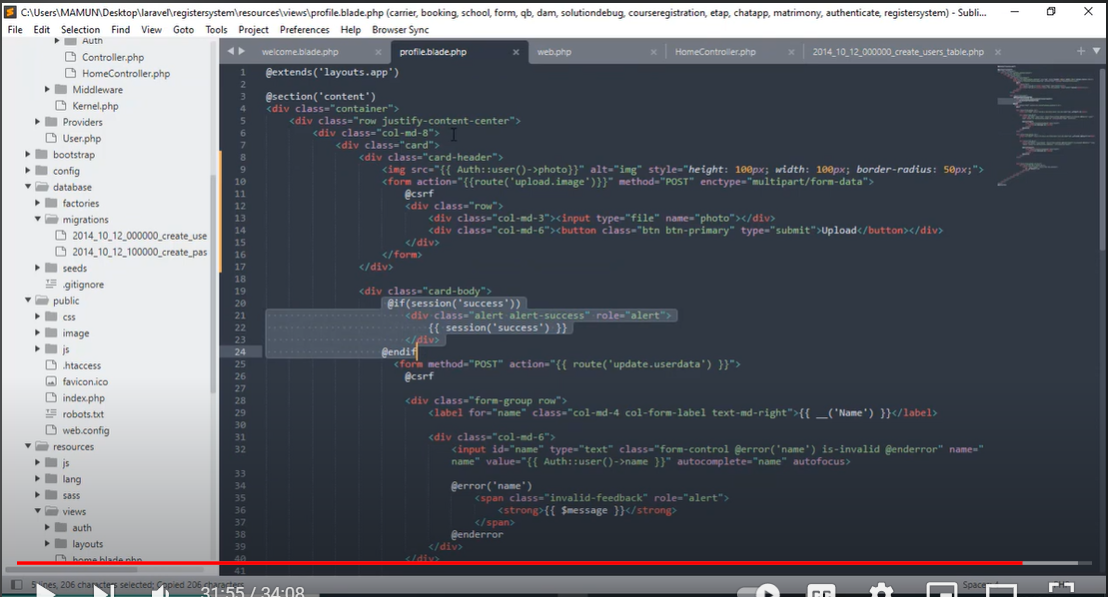 C:\Users\MAMUN\Desktop\laravel\registersystem\resources\views\profile.blade.php (carrier, booking, school, form, qb, dam, solutiondebug, courseregistration, etap, chatapp, matrimony, authenticate, registersystem) - Subli...
File Edit Selection Find View Goto Tools Project Preferences Help Browser Sync
welcome.blade.php profile.blade.php web.php HomeController.php 2014_10_12_000000_create_users_table.php
Auth
Controller.php
HomeController.php
Middleware
Kernel.php
Providers
User.php
bootstrap
config
database
factories
migrations
2014_10_12_000000_create_use
2014_10_12_100000_create_pas
seeds
.gitignore
public
css
image
js
.htaccess
favicon.ico
index.php
robots.txt
web.config
resources
js
lang
sass
views
auth
layouts
home.blade.php
1 @extends('layouts.app')
2
3 @section('content')
4 <div class="container">
5 <div class="row justify-content-center">
6 <div class="col-md-8">
7 <div class="card">
8 <div class="card-header">
9 <img src="{{ Auth::user()->photo}}" alt="img" style="height: 100px; width: 100px; border-radius: 50px;">
10 <form action="{{route('upload.image')}}" method="POST" enctype="multipart/form-data">
11 @csrf
12 <div class="row">
13 <div class="col-md-3"><input type="file" name="photo"></div>
14 <div class="col-md-6"><button class="btn btn-primary" type="submit">Upload</button></div>
15 </div>
16 </form>
17 </div>
18
19 <div class="card-body">
20 @if(session('success'))
21 <div class="alert alert-success" role="alert">
22 {{ session('success') }}
23 </div>
24 @endif
25 <form method="POST" action="{{ route('update.userdata') }}">
26 @csrf
27
28 <div class="form-group row">
29 <label for="name" class="col-md-4 col-form-label text-md-right">{{ __('Name') }}</label>
30
31 <div class="col-md-6">
32 <input id="name" type="text" class="form-control @error('name') is-invalid @enderror" name="
name" value="{{ Auth::user()->name }}" autocomplete="name" autofocus>
33
34 @error('name')
35 <span class="invalid-feedback" role="alert">
36 <strong>{{ $message }}</strong>
37 </span>
38 @enderror
39 </div>
40 </div>
41
5 lines, 206 characters selected; Copied 206 characters
31:55 / 34:08
CC